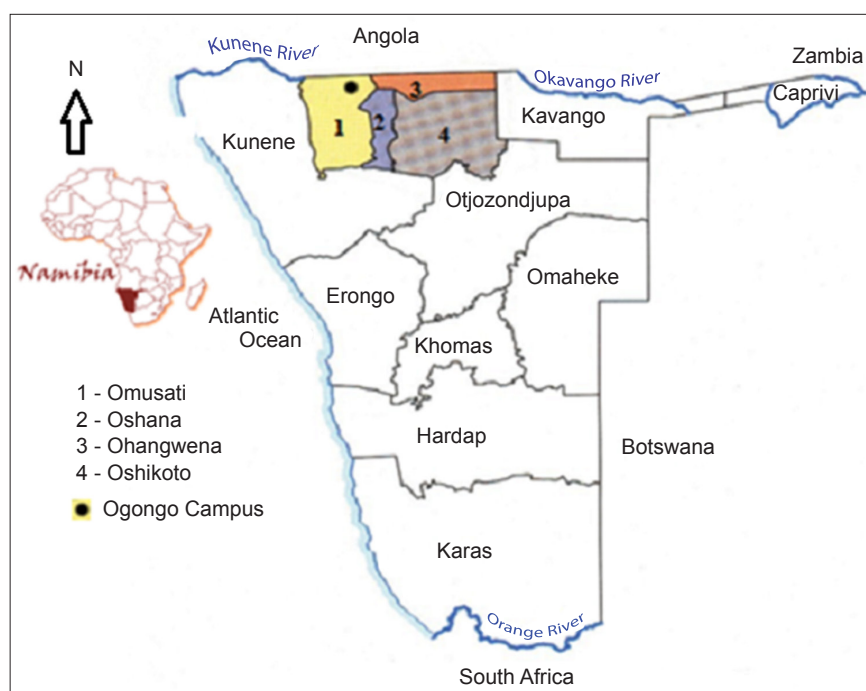 Angola
Kunene River
Zambia
N
Okavango River
Caprivi
3
Kavango
1
2
4
Kunene
Otjozondjupa
Omaheke
Namibia
Erongo
Atlantic
Ocean
Khomas
1 - Omusati
2 - Oshana
3 - Ohangwena
4 - Oshikoto
Hardap
Botswana
Ogongo Campus
Karas
Orange River
South Africa